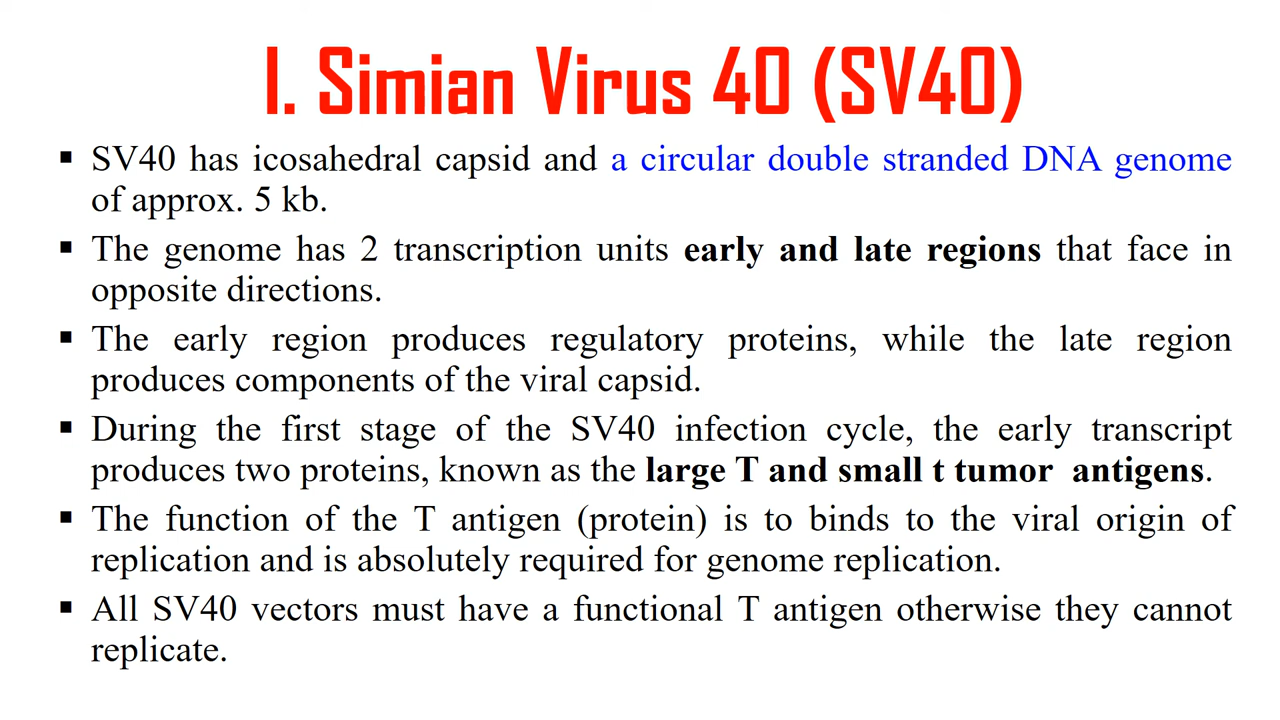 I. Simian Virus 40 (SV40)
▪ SV40 has icosahedral capsid and a circular double stranded DNA genome
of approx. 5 kb.
▪ The genome has 2 transcription units early and late regions that face in
opposite directions.
▪ The early region produces regulatory proteins, while the late region
produces components of the viral capsid.
▪ During the first stage of the SV40 infection cycle, the early transcript
produces two proteins, known as the large T and small t tumor antigens.
▪ The function of the T antigen (protein) is to binds to the viral origin of
replication and is absolutely required for genome replication.
▪ All SV40 vectors must have a functional T antigen otherwise they cannot
replicate.